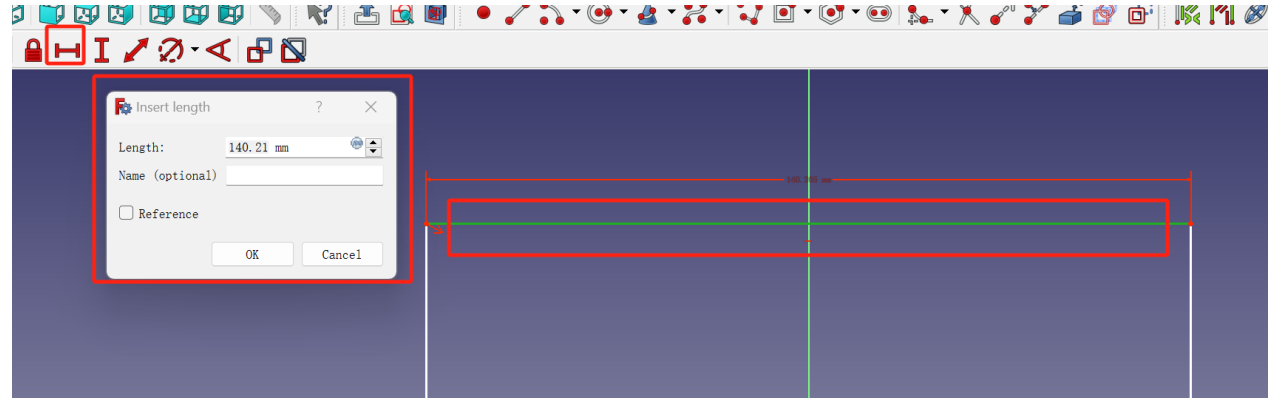 Insert length
?
Length: 140.21 mm
Name (optional)
Reference
OK Cancel